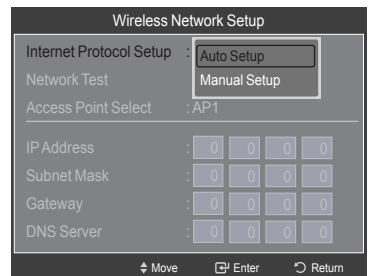 Wireless Network Setup
Internet Protocol Setup : Auto Setup
Manual Setup
Network Test
Access Point Select : AP1
IP Address : 0 0 0 0
Subnet Mask : 0 0 0 0
Gateway : 0 0 0 0
DNS Server : 0 0 0 0
Move Enter Return